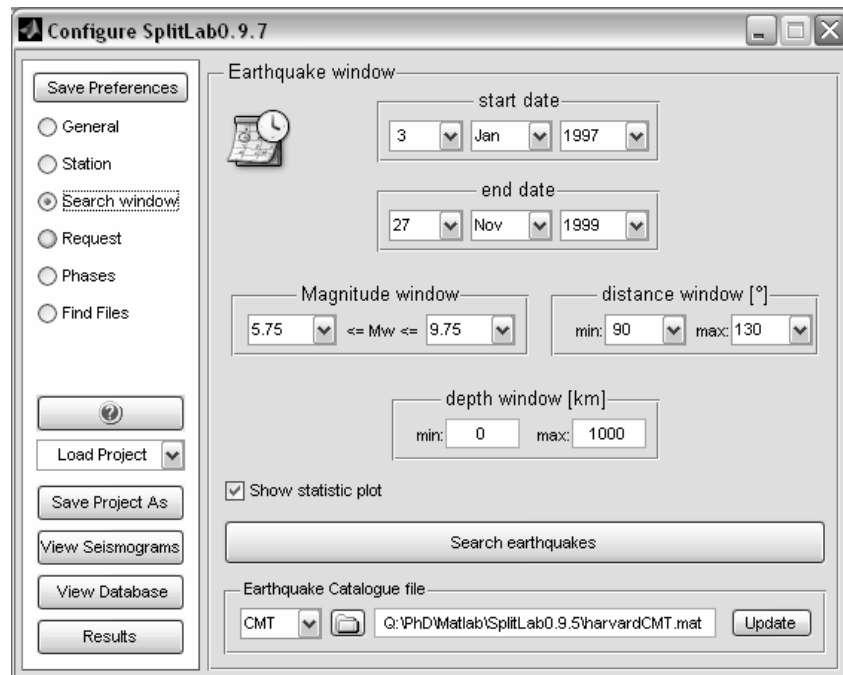 Configure SplitLab0.9.7
Save Preferences
General
Station
Search window
Request
Phases
Find Files
?
Load Project
Save Project As
View Seismograms
View Database
Results
Earthquake window
start date
3 Jan 1997
end date
27 Nov 1999
Magnitude window
5.75 <= Mw <= 9.75
distance window [°]
min: 90 max: 130
depth window [km]
min: 0 max: 1000
Show statistic plot
Search earthquakes
Earthquake Catalogue file
CMT Q:\PhD\Matlab\SplitLab0.9.5\harvardCMT.mat Update